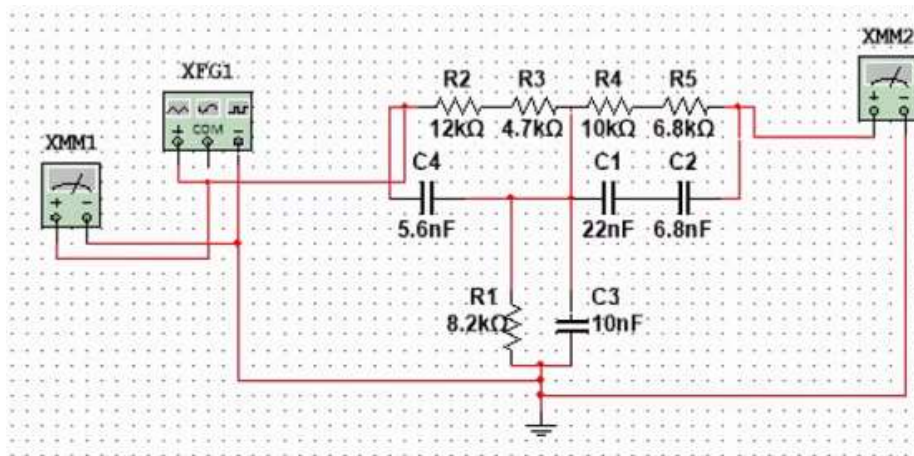 XMM2
XFG1
R2 R3 R4 R5
+ COM -
12kΩ 4.7kΩ 10kΩ 6.8kΩ
+ -
XMM1
C4 C1 C2
+ -
5.6nF 22nF 6.8nF
R1 C3
8.2kΩ 10nF